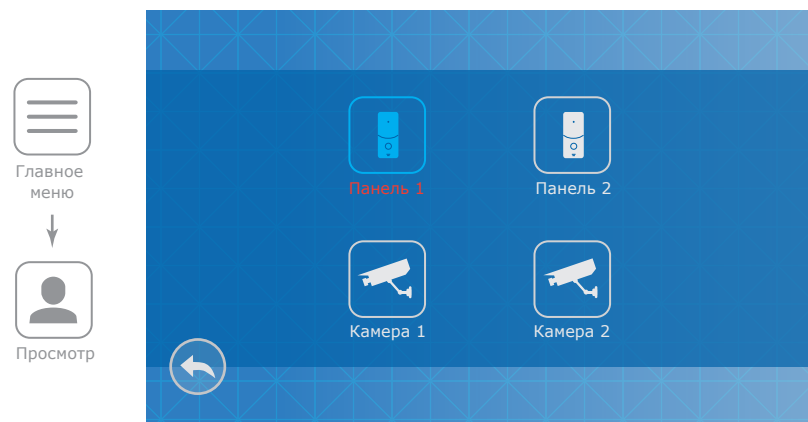 Главное
меню
Просмотр
Панель 1
Панель 2
Камера 1
Камера 2